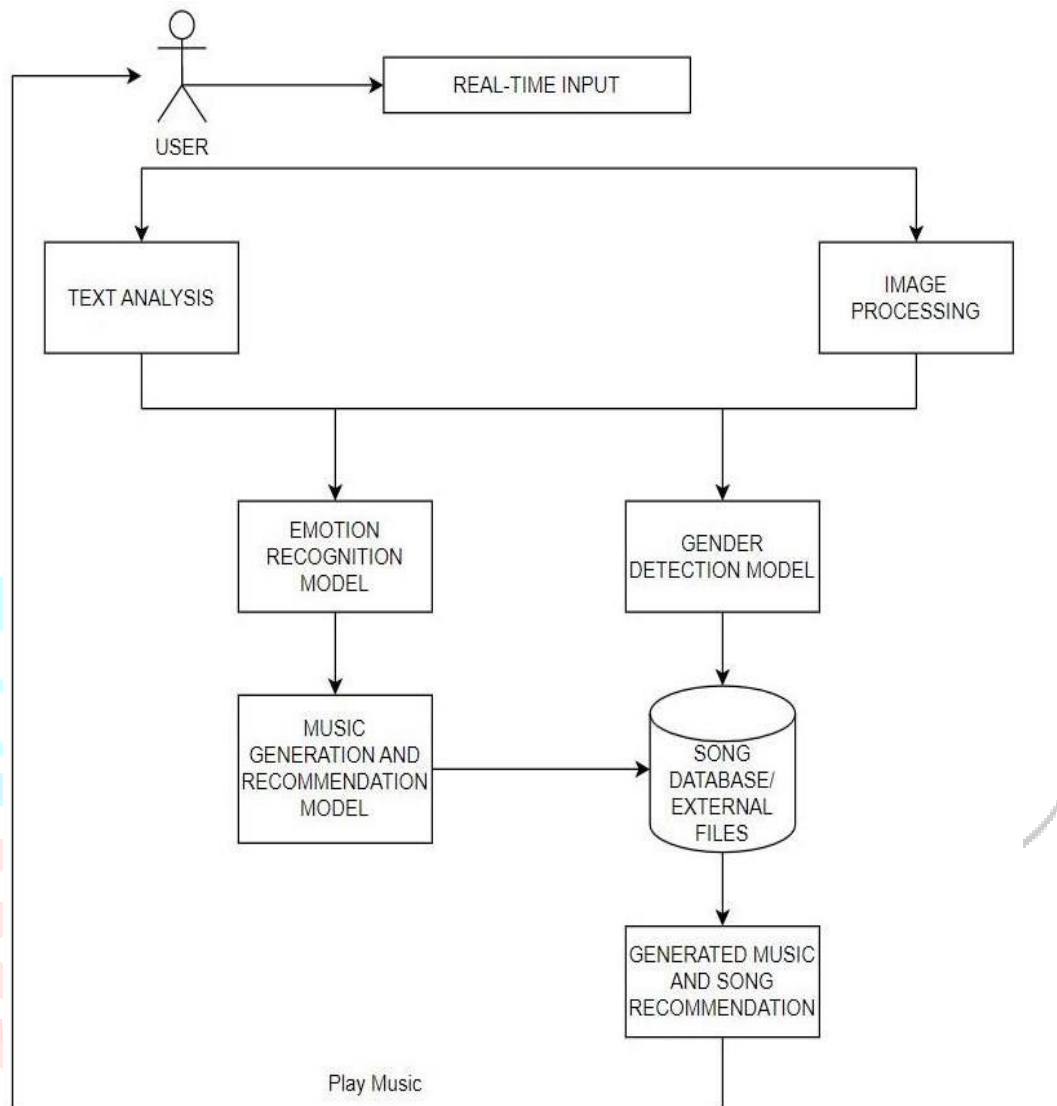 REAL-TIME INPUT
USER
TEXT ANALYSIS
IMAGE
PROCESSING
EMOTION
RECOGNITION
MODEL
GENDER
DETECTION MODEL
MUSIC
GENERATION AND
RECOMMENDATION
MODEL
SONG
DATABASE/
EXTERNAL
FILES
GENERATED MUSIC
AND SONG
RECOMMENDATION
Play Music